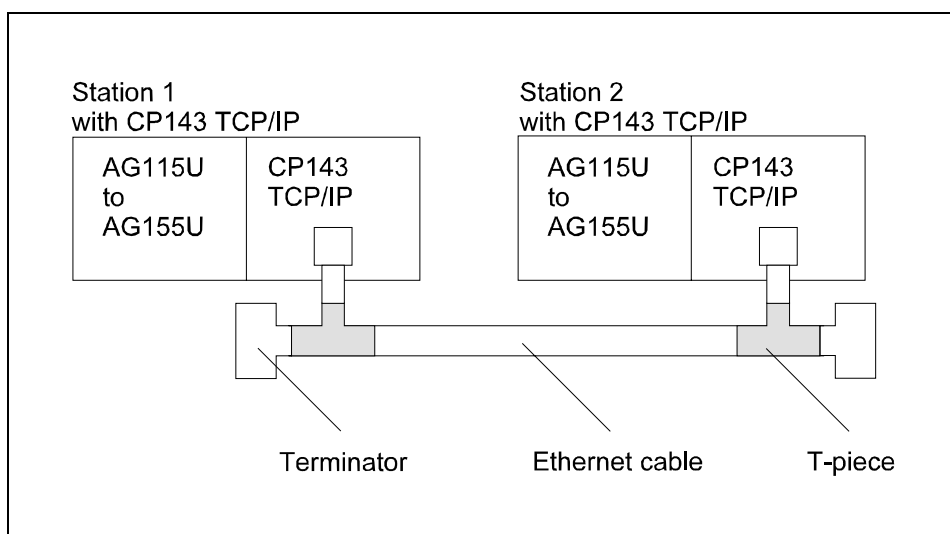 Station 1
with CP143 TCP/IP
AG115U
to
AG155U
CP143
TCP/IP
Station 2
with CP143 TCP/IP
AG115U
to
AG155U
CP143
TCP/IP
Terminator
Ethernet cable
T-piece